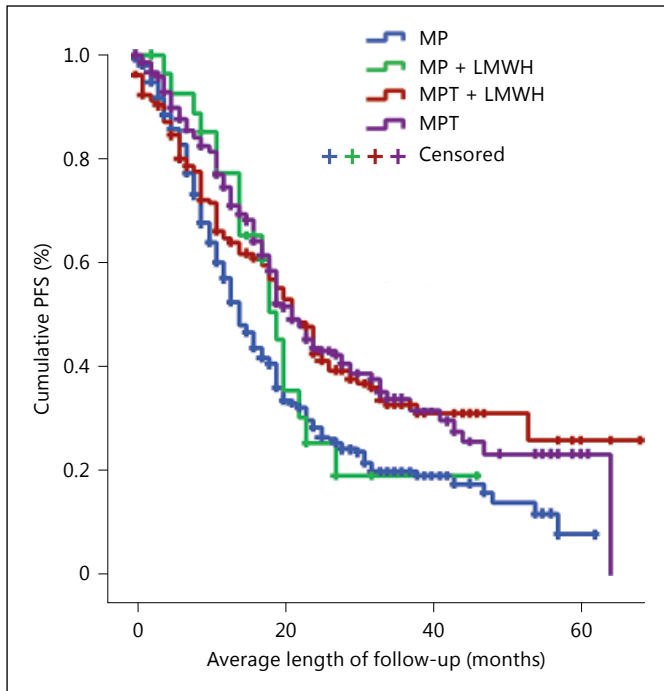 MP
MP + LMWH
MPT + LMWH
MPT
Censored
1.0
0.8
0.6
0.4
0.2
0
Cumulative PFS (%)
0 20 40 60
Average length of follow-up (months)